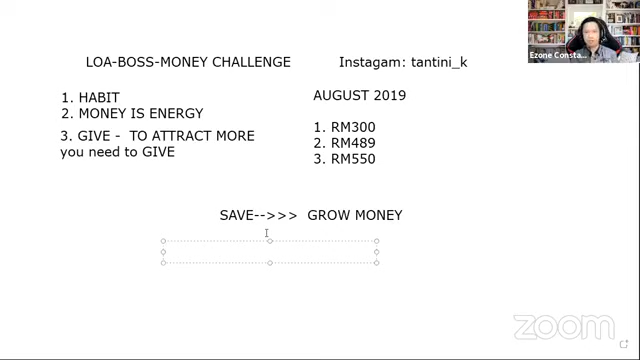 LOA-BOSS-MONEY CHALLENGE
Instagam: tantini_k
1. HABIT
2. MONEY IS ENERGY
3. GIVE - TO ATTRACT MORE
you need to GIVE
AUGUST 2019
1. RM300
2. RM489
3. RM550
SAVE-->>> GROW MONEY
Ezone Consta...
zoom